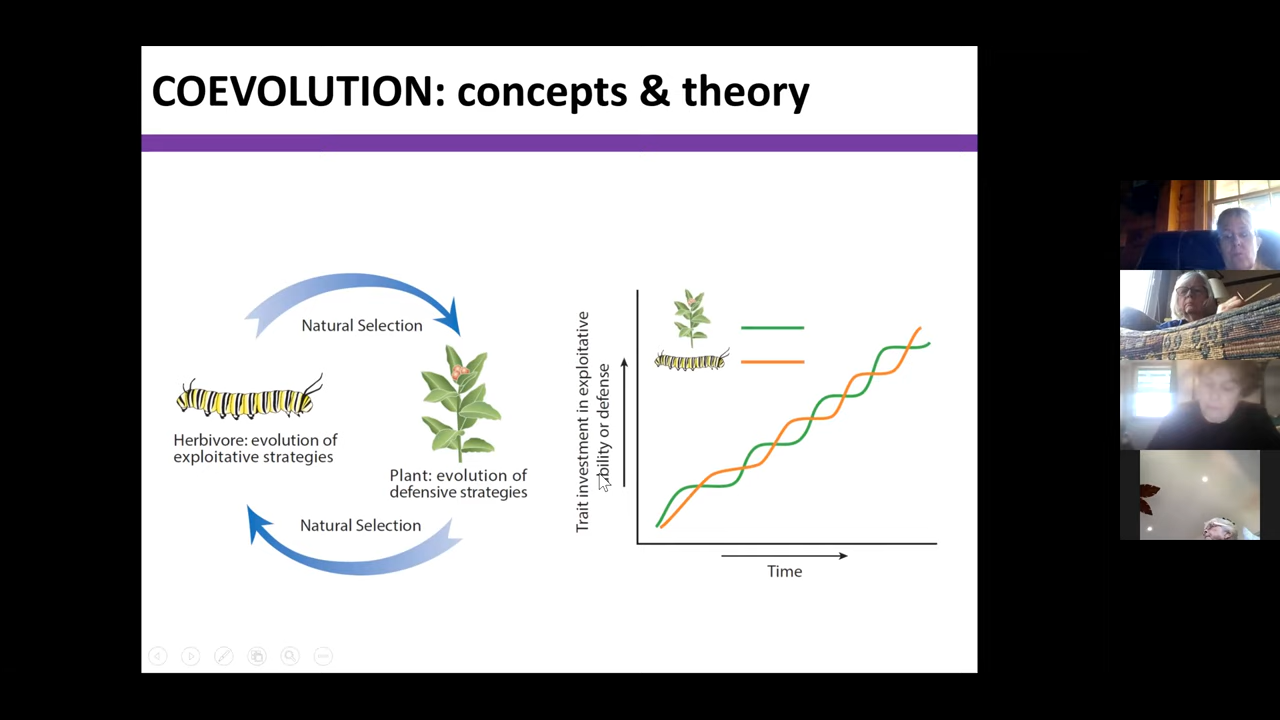 COEVOLUTION: concepts & theory
Natural Selection
Herbivore: evolution of
exploitative strategies
Plant: evolution of
defensive strategies
Natural Selection
Trait investment in exploitative
ability or defense
Time